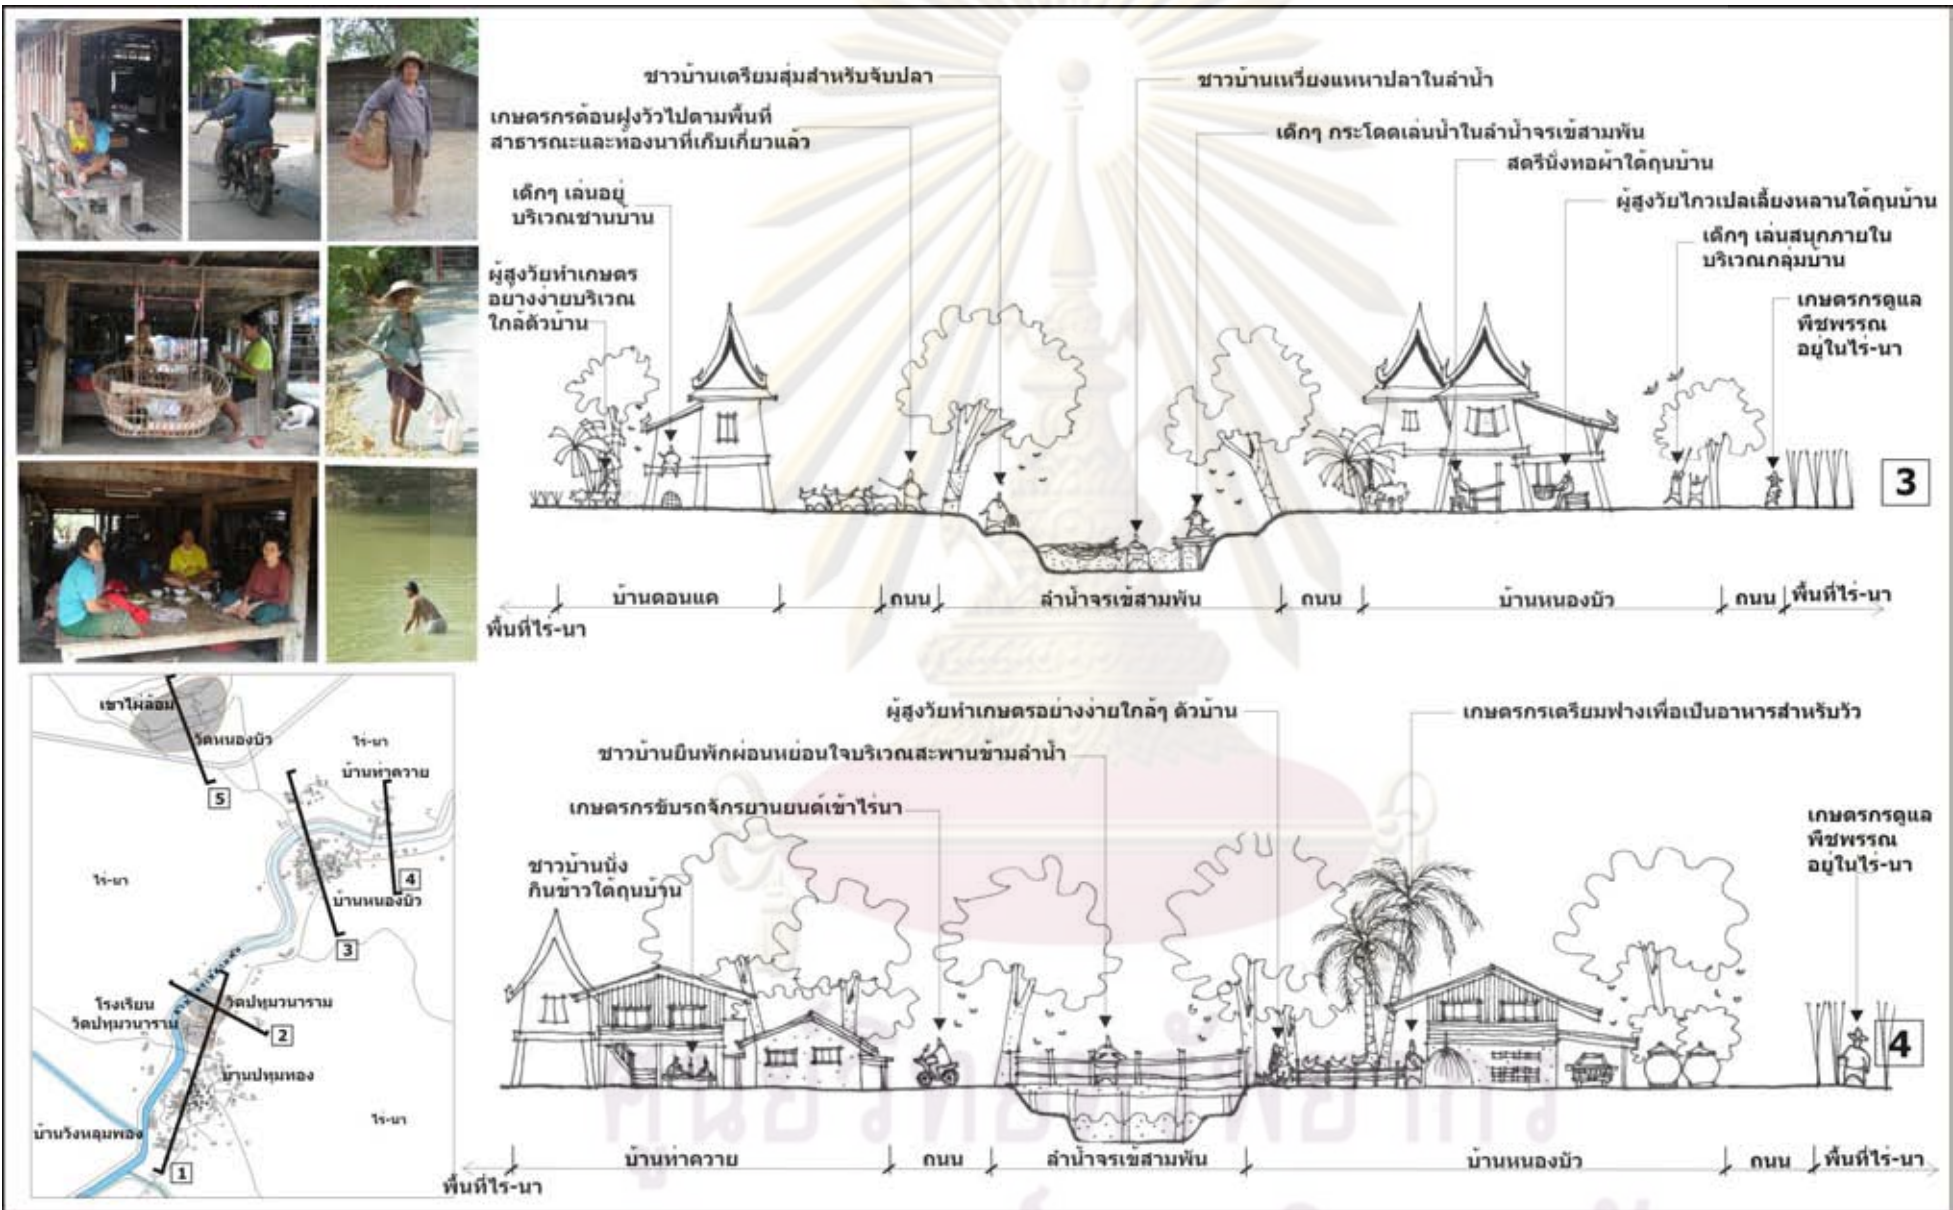 ชาวบ้านเตรียมสุ่มสำหรับจับปลา
เกษตรกรต้อนฝูงวัวไปตามพื้นที่
สาธารณะและท้องนาที่เก็บเกี่ยวแล้ว
เด็กๆ เล่นอยู่
บริเวณชานบ้าน
ผู้สูงวัยทำเกษตร
อย่างง่ายบริเวณ
ใกล้ตัวบ้าน
ชาวบ้านเหวี่ยงแหหาปลาในลำน้ำ
เด็กๆ กระโดดเล่นน้ำในลำน้ำจรเข้สามพัน
สตรีนั่งทอผ้าใต้ถุนบ้าน
ผู้สูงวัยไกวเปลเลี้ยงหลานใต้ถุนบ้าน
เด็กๆ เล่นสนุกภายใน
บริเวณกลุ่มบ้าน
เกษตรกรดูแล
พืชพรรณ
อยู่ในไร่-นา
3
พื้นที่ไร่-นา
บ้านดอนแค
ถนน
ลำน้ำจรเข้สามพัน
ถนน
บ้านหนองบัว
ถนน
พื้นที่ไร่-นา
เขาไผ่ล้อม
วัดหนองบัว
ไร่-นา
บ้านท่าควาย
5
ไร่-นา
4
บ้านหนองบัว
3
โรงเรียน
วัดปทุมวนาราม
วัดปทุมวนาราม
2
บ้านปทุมทอง
ไร่-นา
บ้านวังหลุมพอง
1
ผู้สูงวัยทำเกษตรอย่างง่ายใกล้ๆ ตัวบ้าน
ชาวบ้านยืนพักผ่อนหย่อนใจบริเวณสะพานข้ามลำน้ำ
เกษตรกรขับรถจักรยานยนต์เข้าไร่นา
ชาวบ้านนั่ง
กินข้าวใต้ถุนบ้าน
เกษตรกรเตรียมฟางเพื่อเป็นอาหารสำหรับวัว
เกษตรกรดูแล
พืชพรรณ
อยู่ในไร่-นา
4
พื้นที่ไร่-นา
บ้านท่าควาย
ถนน
ลำน้ำจรเข้สามพัน
บ้านหนองบัว
ถนน
พื้นที่ไร่-นา